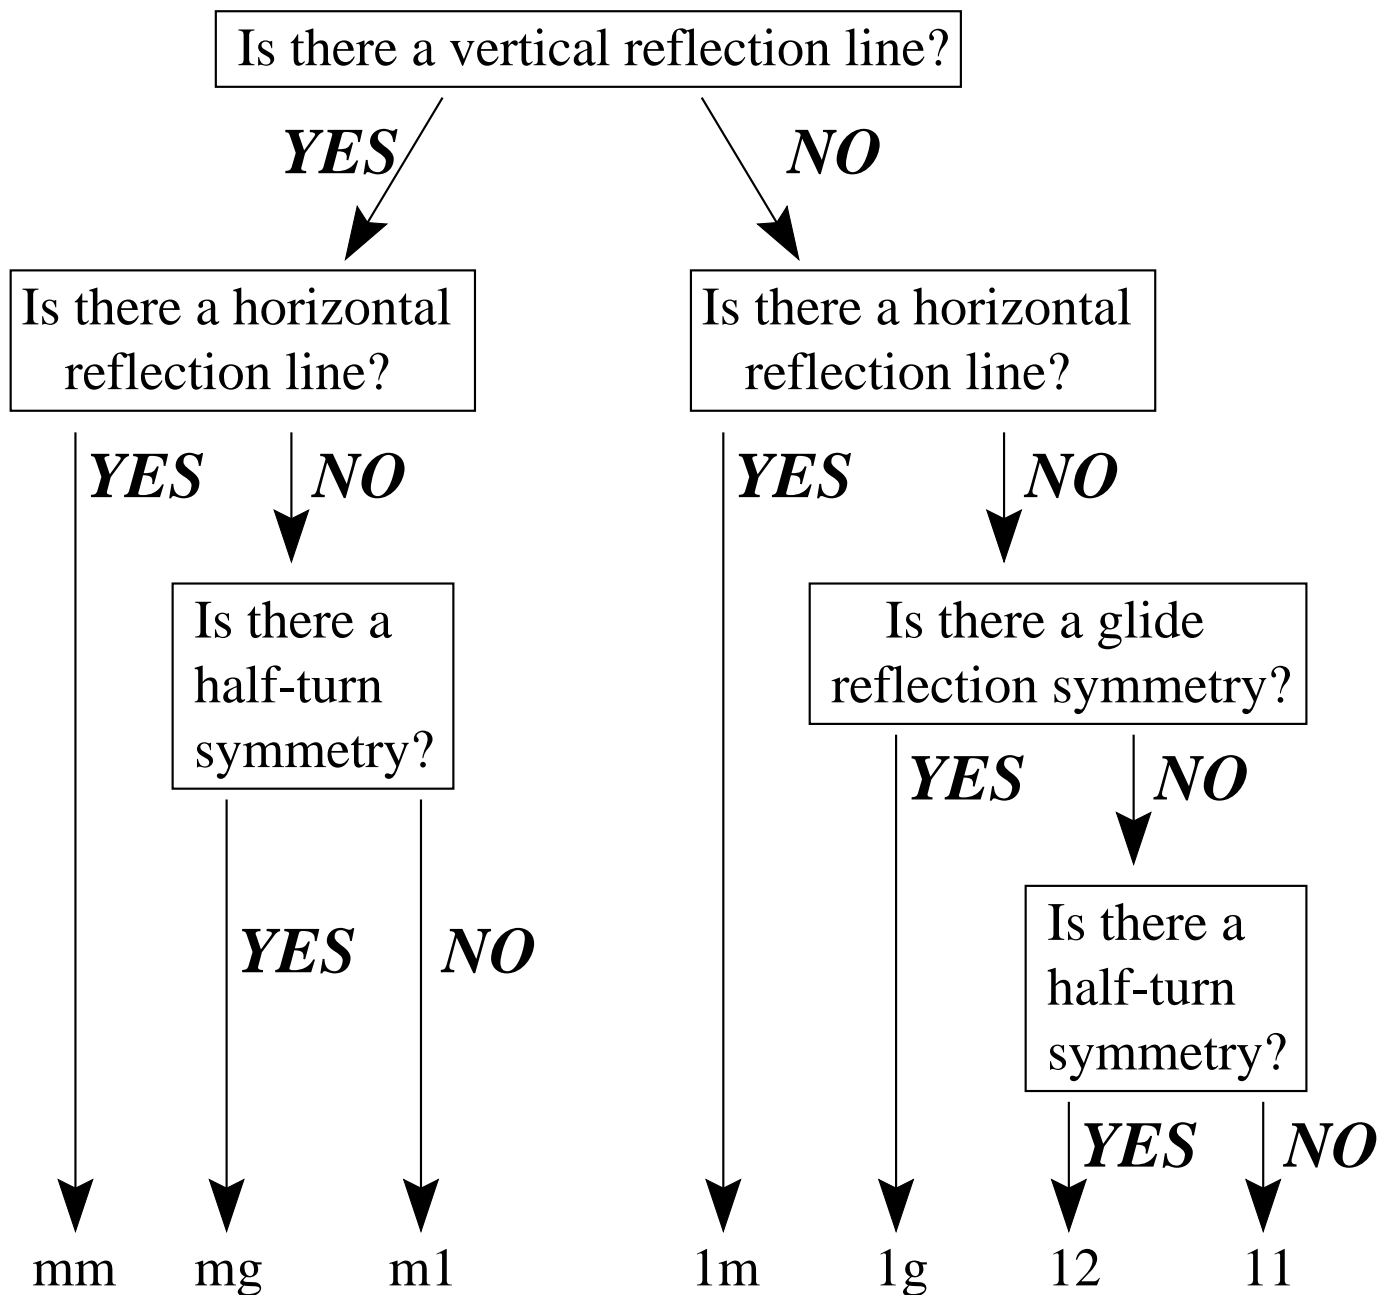 Is there a vertical reflection line?
YES
NO
Is there a horizontal
reflection line?
Is there a horizontal
reflection line?
YES
NO
YES
NO
Is there a
half-turn
symmetry?
Is there a glide
reflection symmetry?
YES
NO
YES
NO
Is there a
half-turn
symmetry?
YES
NO
mm
mg
m1
1m
1g
12
11